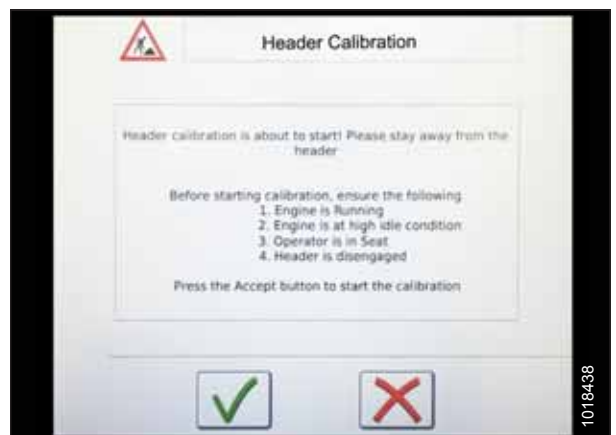 Header Calibration
Header calibration is about to start! Please stay away from the
header
Before starting calibration, ensure the following
1. Engine is Running
2. Engine is at high idle condition
3. Operator is in Seat
4. Header is disengaged
Press the Accept button to start the calibration
1018438